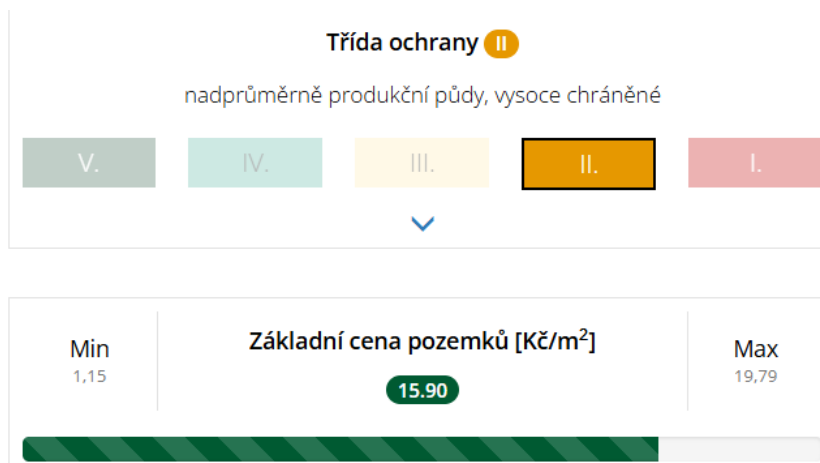 Třída ochrany II
nadprůměrně produkční půdy, vysoce chráněné
V. IV. III. II. I.
Min Základní cena pozemků [Kč/m²] Max
1,15 15.90 19,79